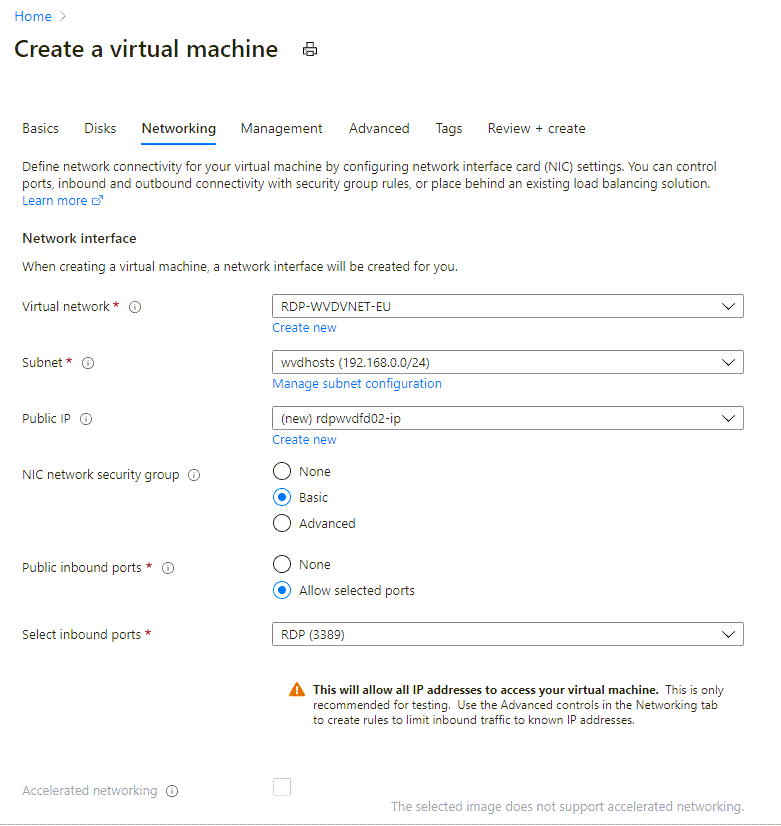 Home
Create a virtual machine
Basics Disks Networking Management Advanced Tags Review + create
Define network connectivity for your virtual machine by configuring network interface card (NIC) settings. You can control
ports, inbound and outbound connectivity with security group rules, or place behind an existing load balancing solution.
Learn more
Network interface
When creating a virtual machine, a network interface will be created for you.
Virtual network * RDP-WVDVNET-EU
Create new
Subnet * wvdhosts (192.168.0.0/24)
Manage subnet configuration
Public IP (new) rdpwvdfd02-ip
Create new
NIC network security group None
Basic
Advanced
Public inbound ports * None
Allow selected ports
Select inbound ports * RDP (3389)
This will allow all IP addresses to access your virtual machine. This is only
recommended for testing. Use the Advanced controls in the Networking tab
to create rules to limit inbound traffic to known IP addresses.
Accelerated networking
The selected image does not support accelerated networking.